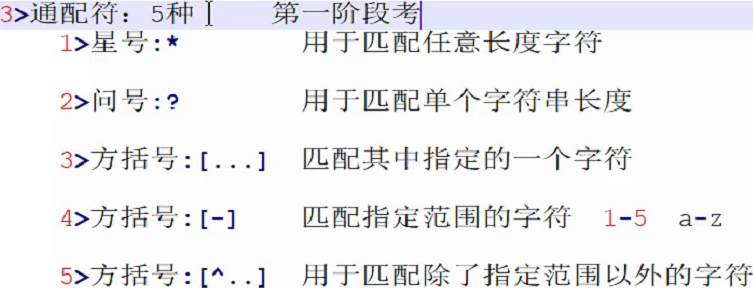 3>通配符：5种 第一阶段考
1>星号:* 用于匹配任意长度字符
2>问号:? 用于匹配单个字符串长度
3>方括号:[...] 匹配其中指定的一个字符
4>方括号:[-] 匹配指定范围的字符 1-5 a-z
5>方括号:[^..] 用于匹配除了指定范围以外的字符